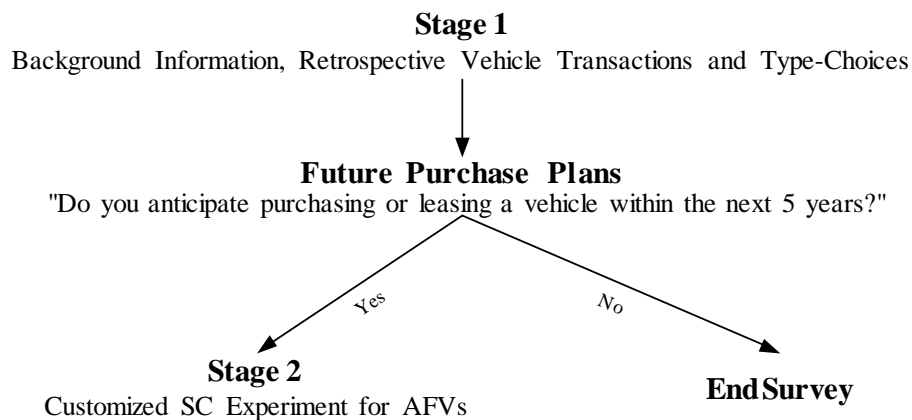 Stage 1
Background Information, Retrospective Vehicle Transactions and Type-Choices
Future Purchase Plans
"Do you anticipate purchasing or leasing a vehicle within the next 5 years?"
Yes
No
Stage 2
Customized SC Experiment for AFVs
End Survey